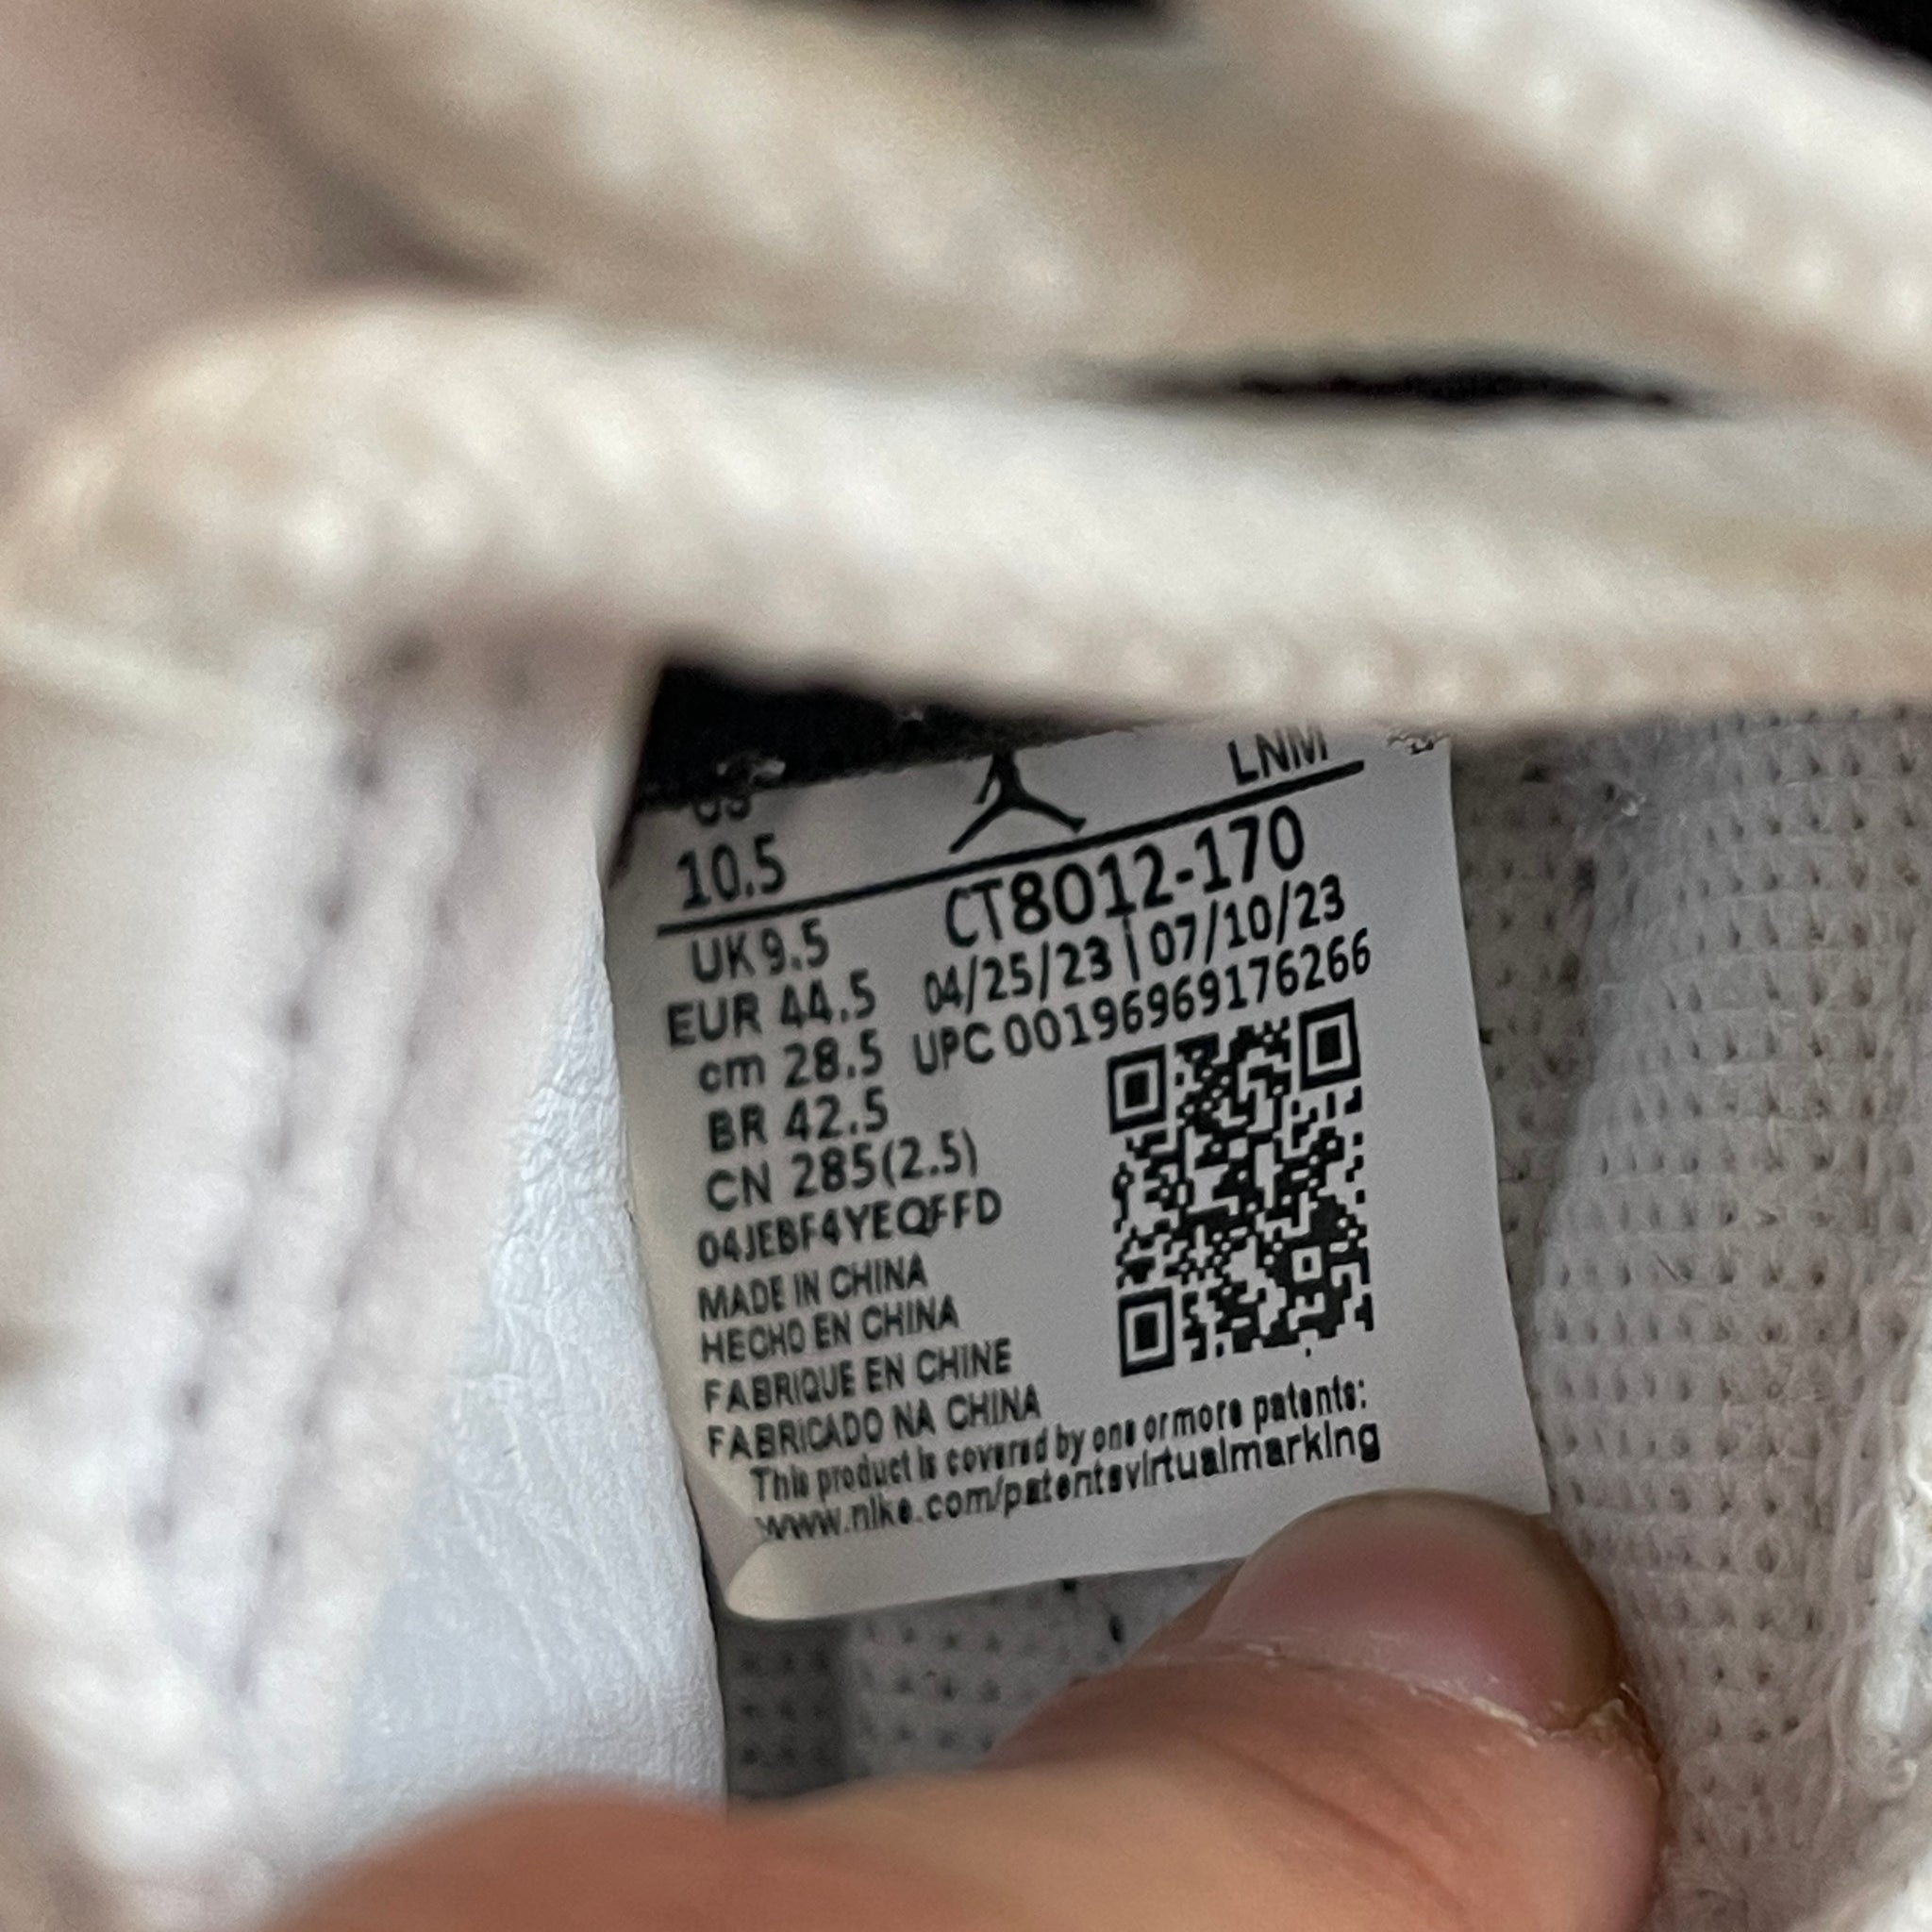 US LNM
10.5
CT8012-170
UK 9.5 04/25/23 | 07/10/23
EUR 44.5 UPC 00196969176266
cm 28.5
BR 42.5
CN 285(2.5)
04JEBF4YEQFFD
MADE IN CHINA
HECHO EN CHINA
FABRIQUE EN CHINE
FABRICADO NA CHINA
This product is covered by one or more patents:
www.nike.com/patentsvirtualmarking